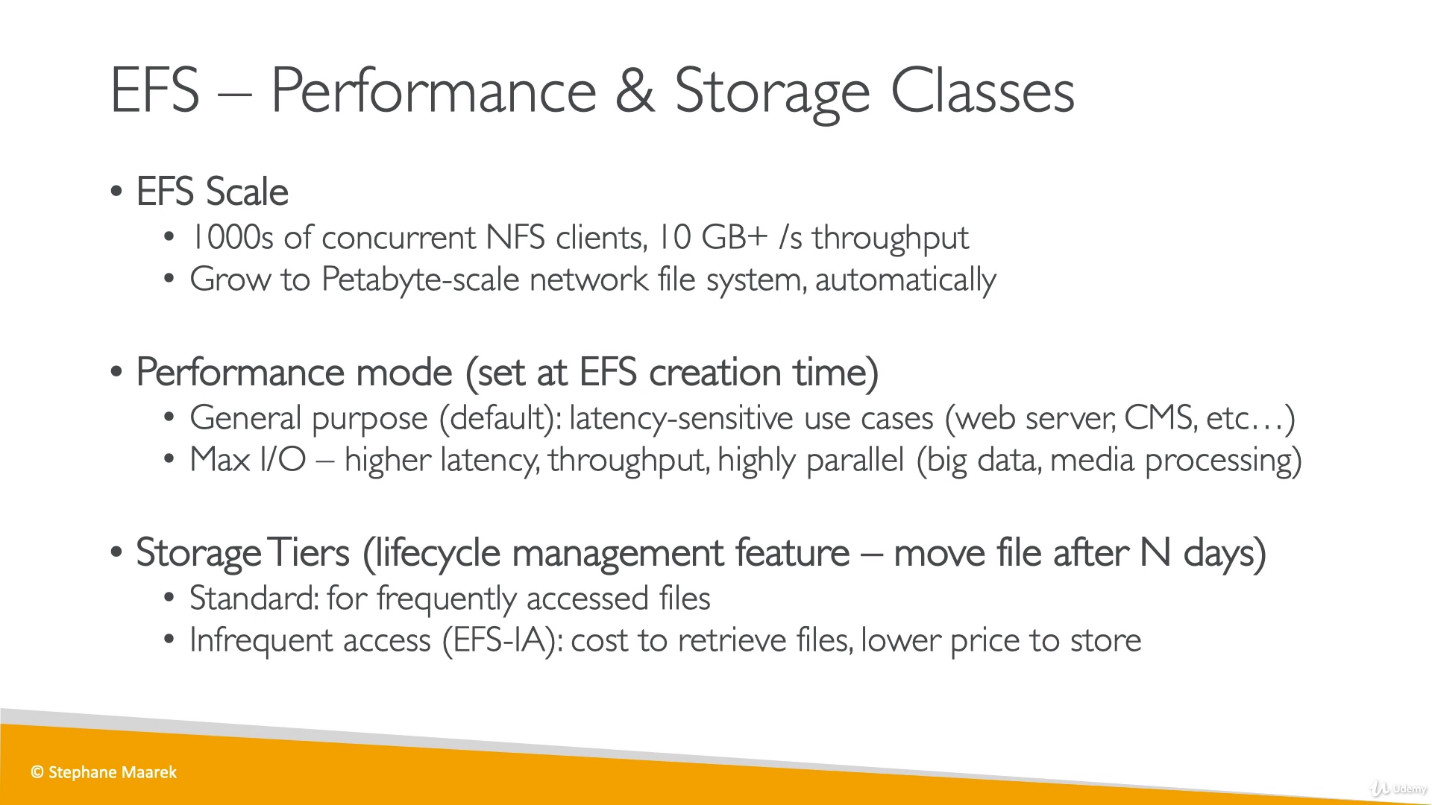 EFS – Performance & Storage Classes
• EFS Scale
• 1000s of concurrent NFS clients, 10 GB+ /s throughput
• Grow to Petabyte-scale network file system, automatically
• Performance mode (set at EFS creation time)
• General purpose (default): latency-sensitive use cases (web server, CMS, etc…)
• Max I/O – higher latency, throughput, highly parallel (big data, media processing)
• Storage Tiers (lifecycle management feature – move file after N days)
• Standard: for frequently accessed files
• Infrequent access (EFS-IA): cost to retrieve files, lower price to store
© Stephane Maarek
Udemy